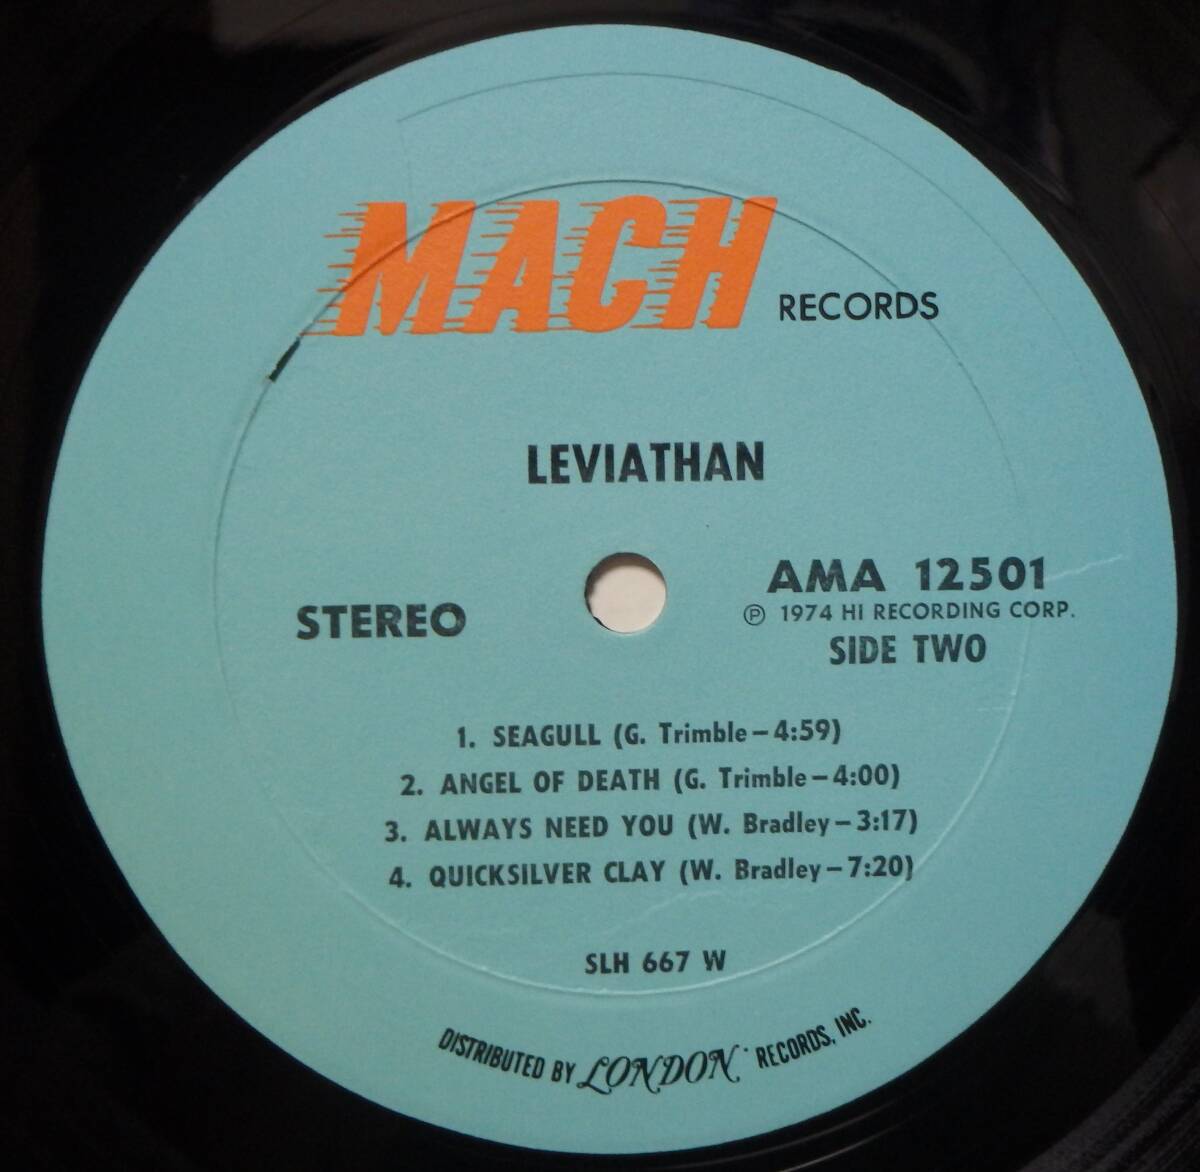 MACH RECORDS
LEVIATHAN
STEREO
AMA 12501
Ⓟ 1974 HI RECORDING CORP.
SIDE TWO
1. SEAGULL (G. Trimble—4:59)
2. ANGEL OF DEATH (G. Trimble—4:00)
3. ALWAYS NEED YOU (W. Bradley—3:17)
4. QUICKSILVER CLAY (W. Bradley—7:20)
SLH 667 W
DISTRIBUTED BY LONDON RECORDS, INC.